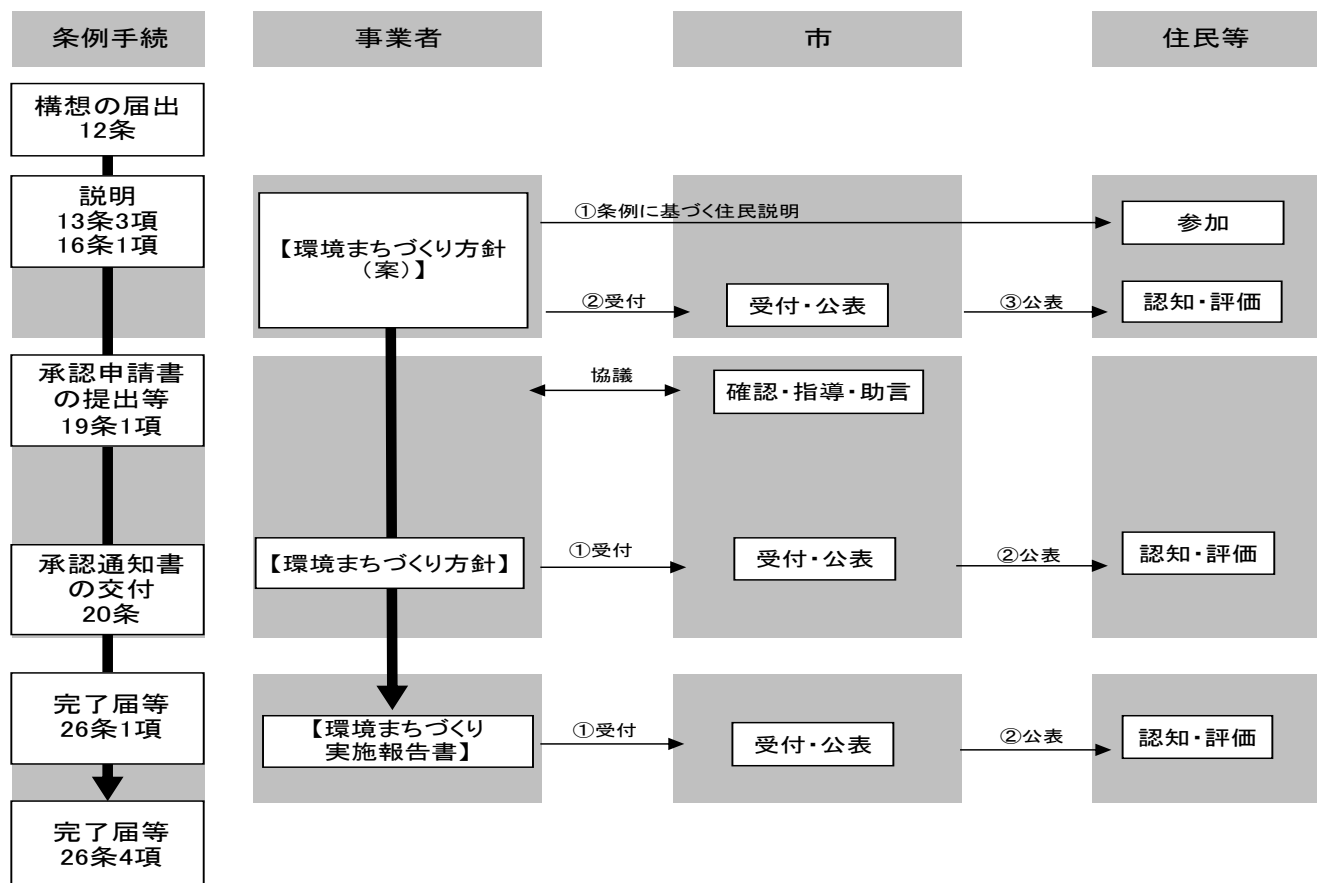 条例手続
事業者
市
住民等
構想の届出
12条
説明
13条3項
16条1項
【環境まちづくり方針
（案）】
①条例に基づく住民説明
参加
②受付
受付・公表
③公表
認知・評価
承認申請書
の提出等
19条1項
協議
確認・指導・助言
承認通知書
の交付
20条
【環境まちづくり方針】
①受付
受付・公表
②公表
認知・評価
完了届等
26条1項
【環境まちづくり
実施報告書】
①受付
受付・公表
②公表
認知・評価
完了届等
26条4項